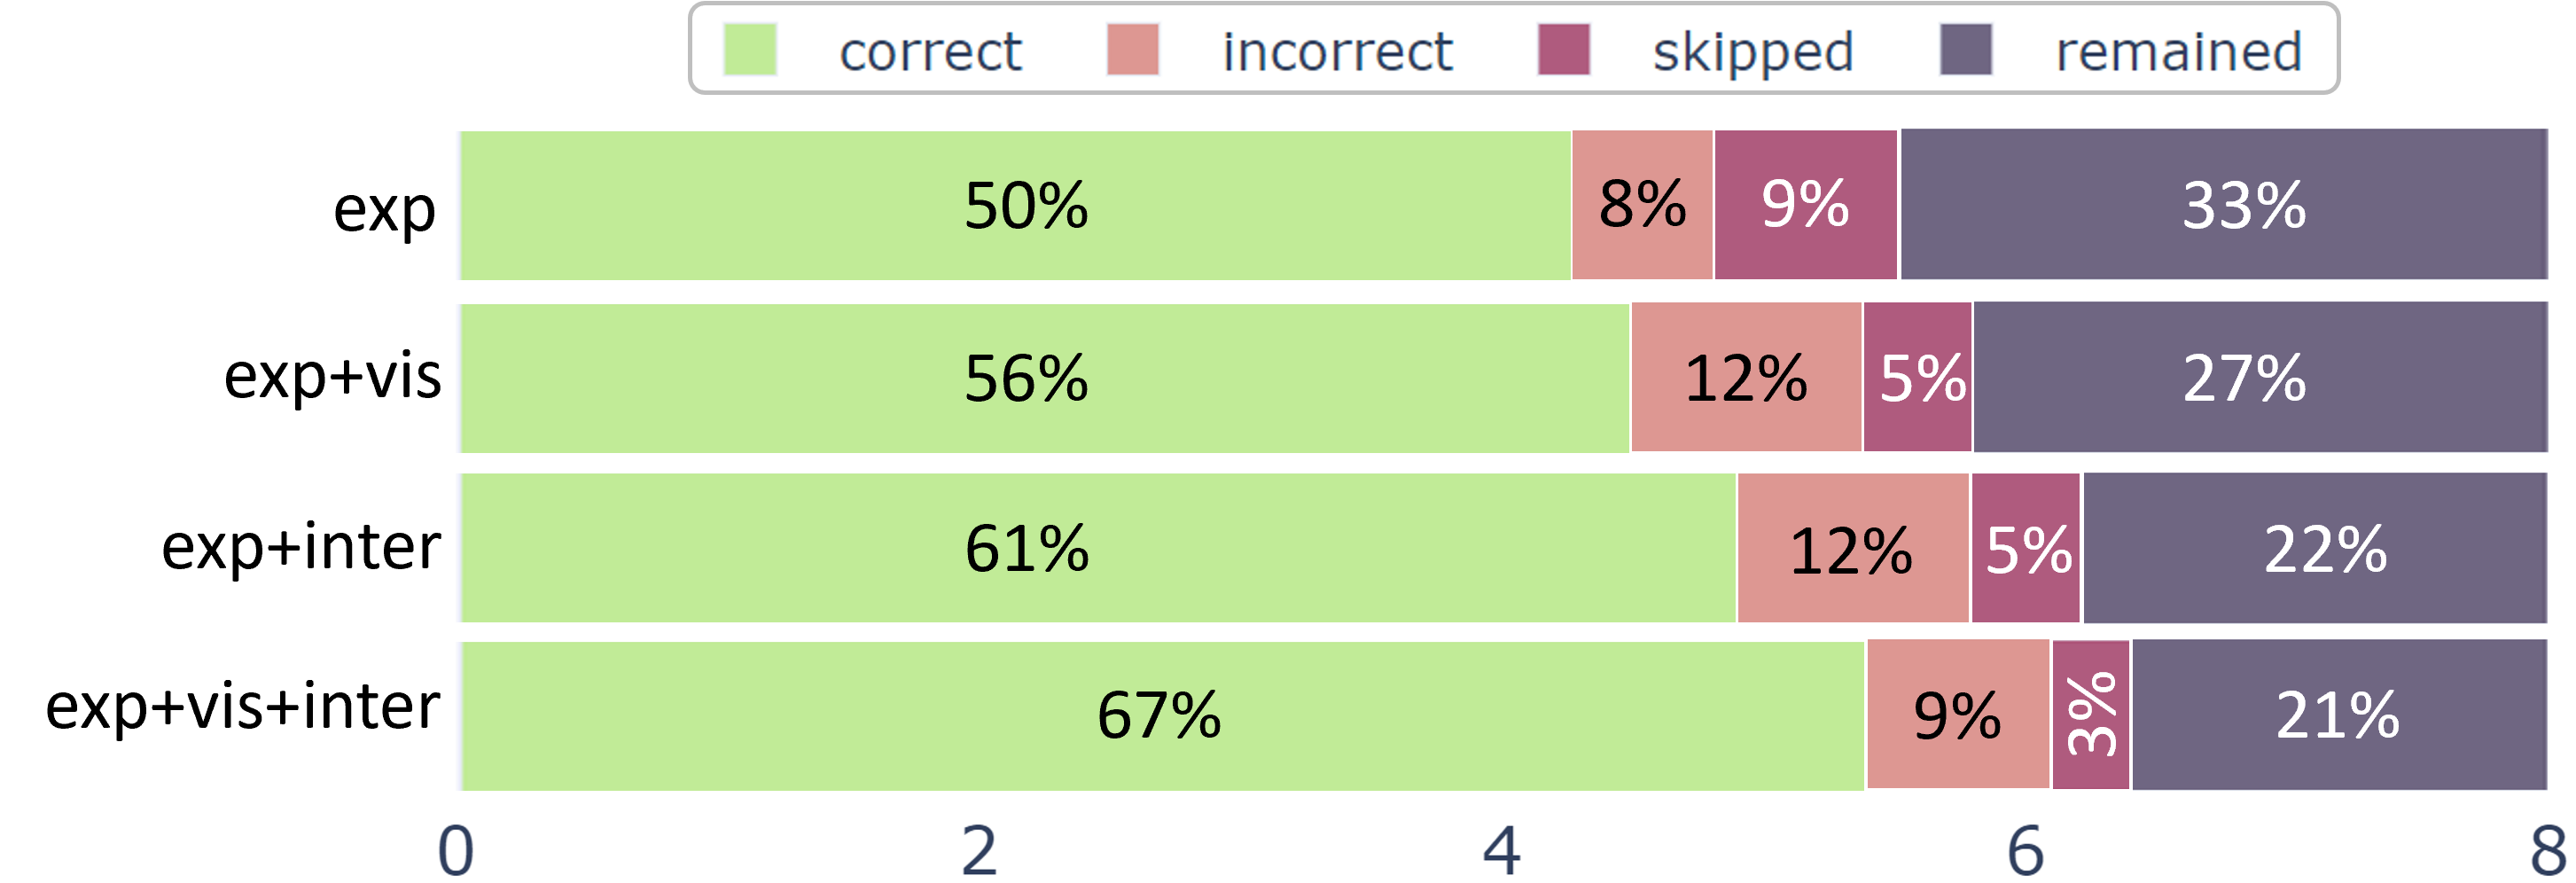 correct incorrect skipped remained
exp 50% 8% 9% 33%
exp+vis 56% 12% 5% 27%
exp+inter 61% 12% 5% 22%
exp+vis+inter 67% 9% 3% 21%
0 2 4 6 8